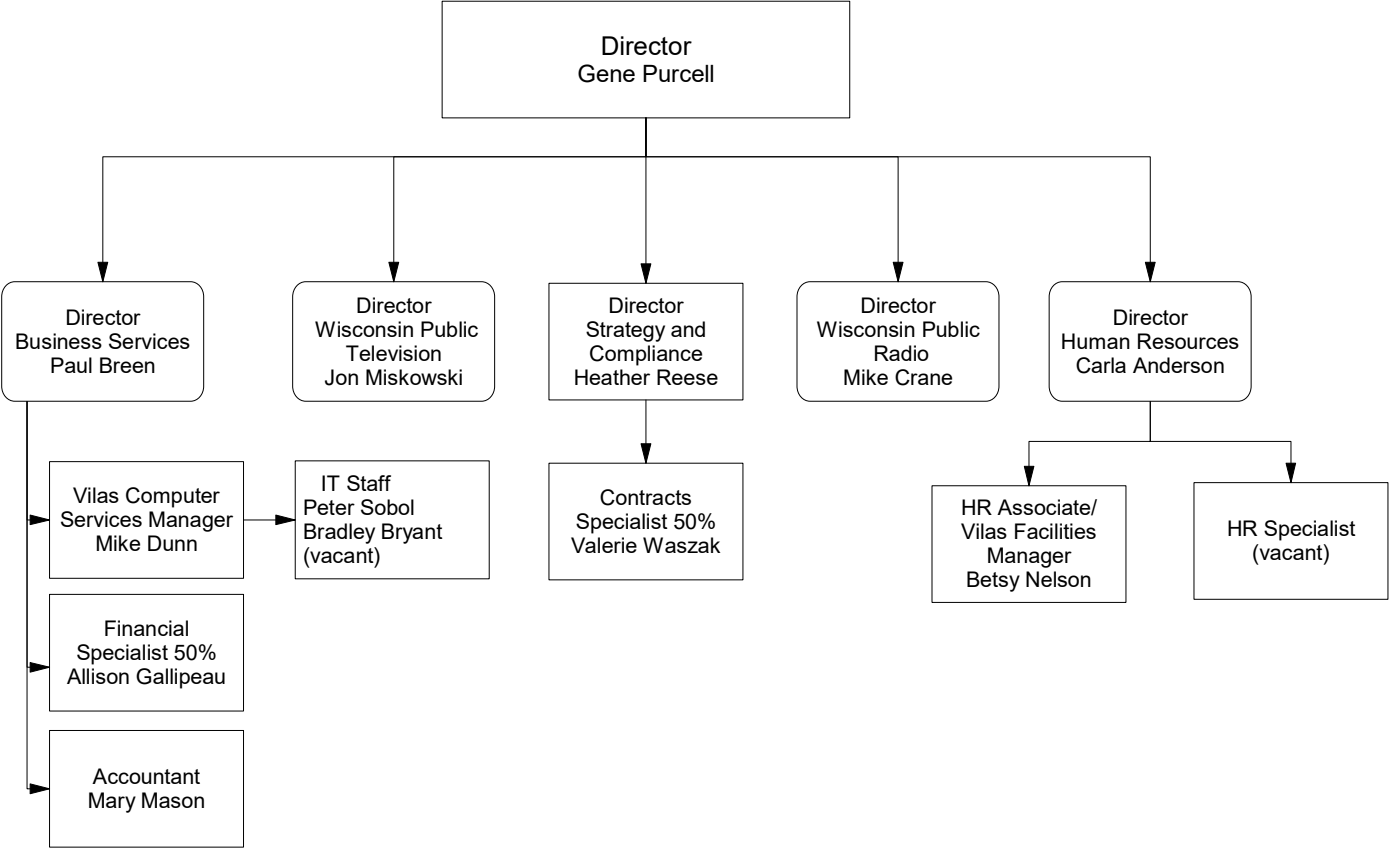 Director
Gene Purcell
Director
Business Services
Paul Breen
Director
Wisconsin Public
Television
Jon Miskowski
Director
Strategy and
Compliance
Heather Reese
Director
Wisconsin Public
Radio
Mike Crane
Director
Human Resources
Carla Anderson
Vilas Computer
Services Manager
Mike Dunn
IT Staff
Peter Sobol
Bradley Bryant
(vacant)
Contracts
Specialist 50%
Valerie Waszak
HR Associate/
Vilas Facilities
Manager
Betsy Nelson
HR Specialist
(vacant)
Financial
Specialist 50%
Allison Gallipeau
Accountant
Mary Mason